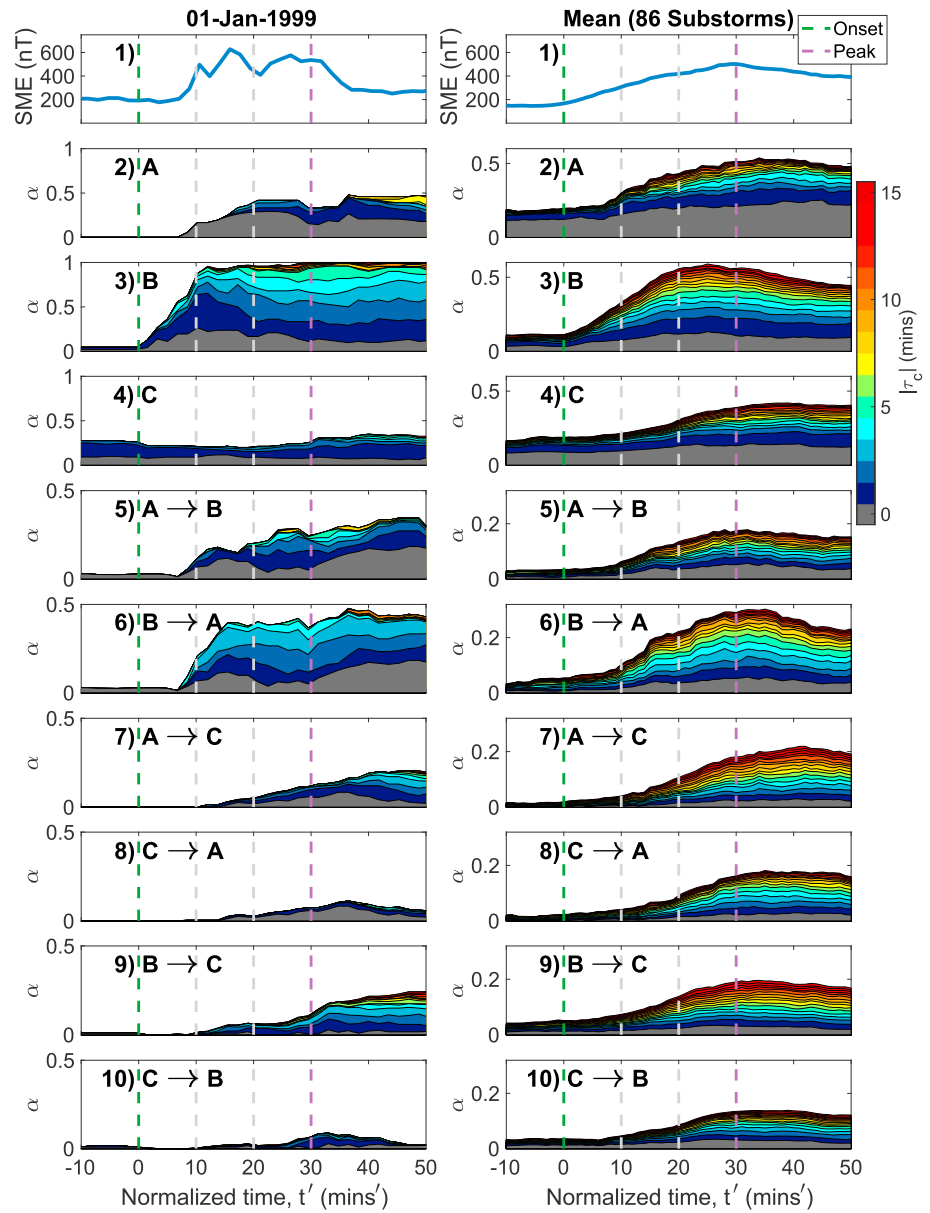 01-Jan-1999
Mean (86 Substorms)
Onset
Peak
SME (nT)
600
400
200
1)
SME (nT)
600
400
200
1)
α
1
0.5
0
2) A
α
0.5
0
2) A
α
1
0.5
0
3) B
α
0.5
0
3) B
α
1
0.5
0
4) C
α
0.5
0
4) C
α
0.5
0
5) A → B
α
0.2
0
5) A → B
α
0.5
0
6) B → A
α
0.2
0
6) B → A
α
0.5
0
7) A → C
α
0.2
0
7) A → C
α
0.5
0
8) C → A
α
0.2
0
8) C → A
α
0.5
0
9) B → C
α
0.2
0
9) B → C
α
0.5
0
10) C → B
α
0.2
0
10) C → B
-10 0 10 20 30 40 50
-10 0 10 20 30 40 50
Normalized time, t′ (mins′)
Normalized time, t′ (mins′)
15
10
5
0
|τc| (mins)